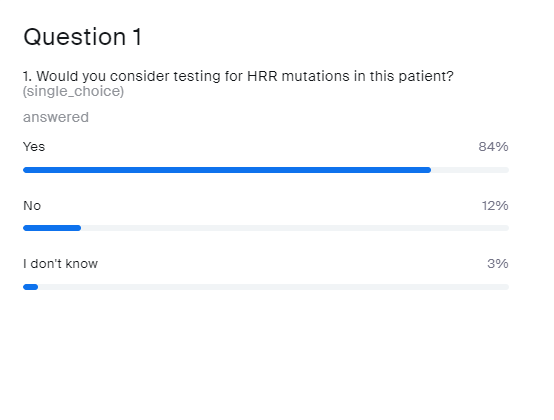 Question 1
1. Would you consider testing for HRR mutations in this patient?
(single_choice)
answered
Yes 84%
No 12%
I don't know 3%